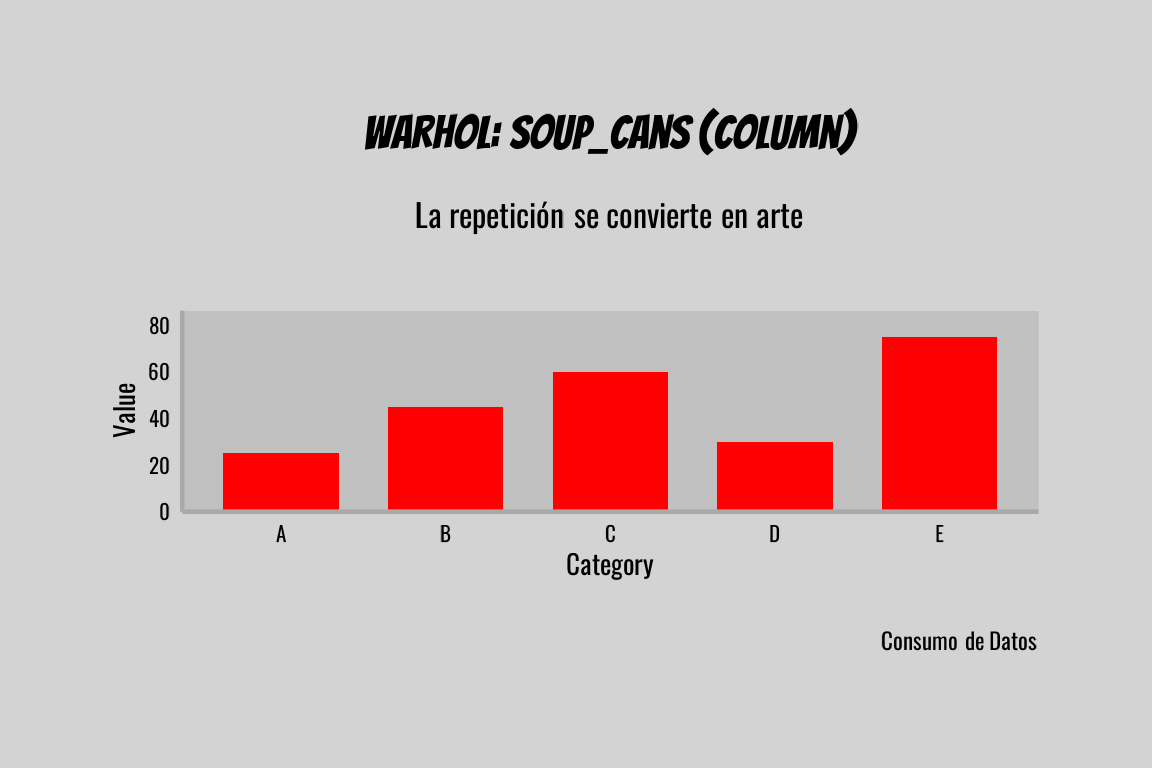 WARHOL: SOUP_CANS (COLUMN)
La repetición se convierte en arte
80
60
40
20
0
Value
A B C D E
Category
Consumo de Datos